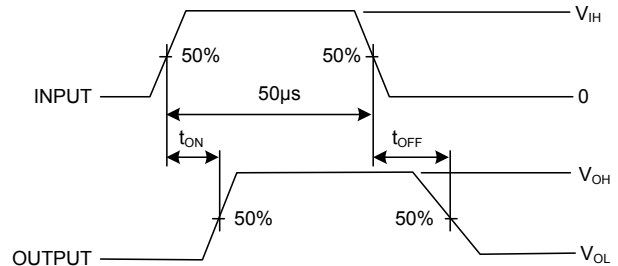 V_IH
50% 50%
INPUT 50µs 0
t_ON t_OFF
V_OH
50% 50%
OUTPUT V_OL